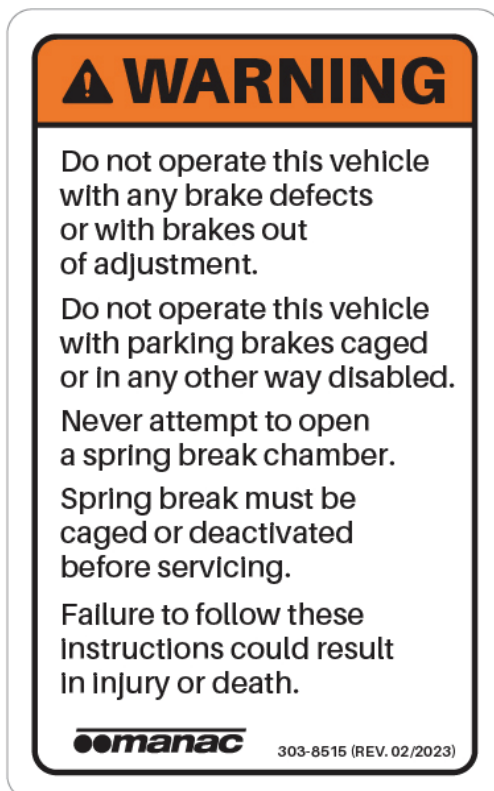 WARNING
Do not operate this vehicle
with any brake defects
or with brakes out
of adjustment.
Do not operate this vehicle
with parking brakes caged
or in any other way disabled.
Never attempt to open
a spring break chamber.
Spring break must be
caged or deactivated
before servicing.
Failure to follow these
instructions could result
in injury or death.
manac 303-8515 (REV. 02/2023)